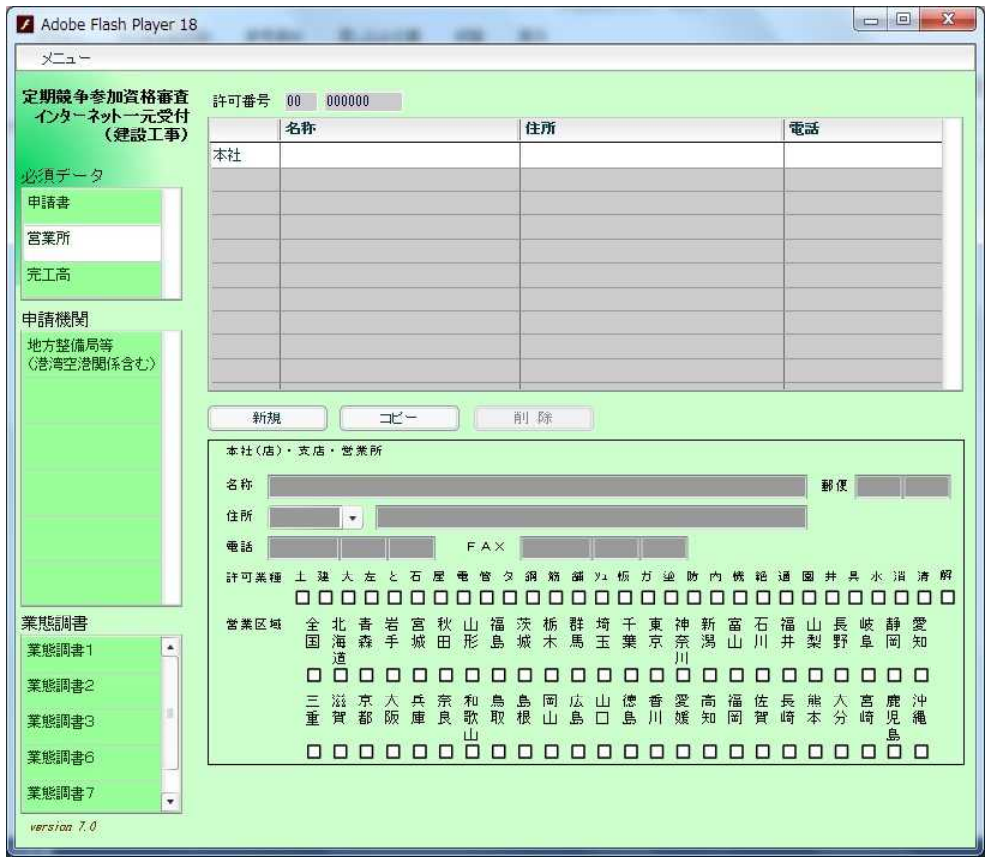 Adobe Flash Player 18
メニュー
定期競争参加資格審査
インターネット一元受付
（建設工事）
必須データ
申請書
営業所
完工高
申請機関
地方整備局等
（港湾空港関係含む）
業態調書
業態調書1
業態調書2
業態調書3
業態調書6
業態調書7
version 7.0
許可番号 00 000000
名称 住所 電話
本社
新規 コピー 削除
本社(店)・支店・営業所
名称 郵便
住所
電話 FAX
許可業種 土 建 大 左 と 石 屋 電 管 タ 鋼 筋 舗 シュ 板 ガ 塗 防 内 機 絶 通 園 井 具 水 消 清 解
営業区域 全国 北海道 青森 岩手 宮城 秋田 山形 福島 茨城 栃木 群馬 埼玉 千葉 東京 神奈川 新潟 富山 石川 福井 山梨 長野 岐阜 静岡 愛知
三重 滋賀 京都 大阪 兵庫 奈良 和歌山 鳥取 島根 岡山 広島 山口 徳島 香川 愛媛 高知 福岡 佐賀 長崎 熊本 大分 宮崎 鹿児島 沖縄